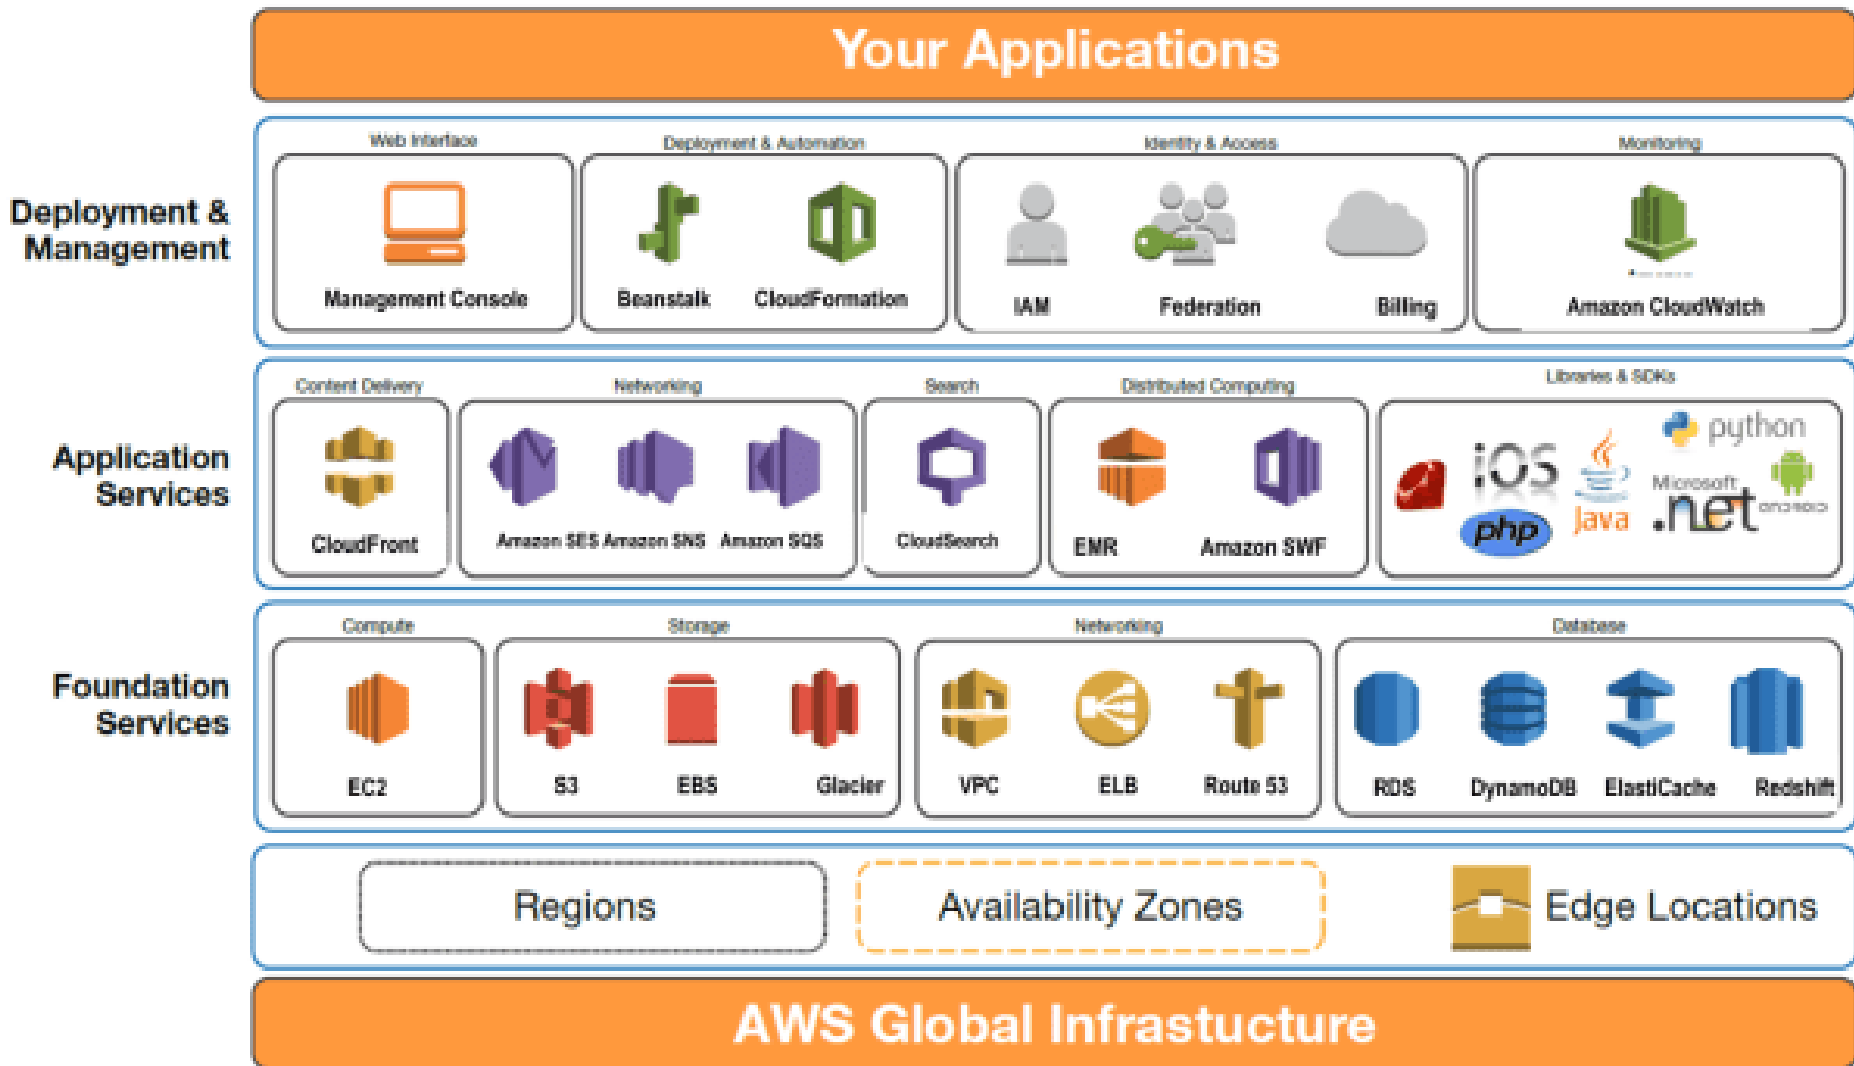 Your Applications
Deployment &
Management
Web Interface
Management Console
Deployment & Automation
Beanstalk
CloudFormation
Identity & Access
IAM
Federation
Billing
Monitoring
Amazon CloudWatch
Application
Services
Content Delivery
CloudFront
Networking
Amazon SES
Amazon SNS
Amazon SQS
Search
CloudSearch
Distributed Computing
EMR
Amazon SWF
Libraries & SDKs
iOS
php
Java
python
Microsoft
.net
android
Foundation
Services
Compute
EC2
Storage
S3
EBS
Glacier
Networking
VPC
ELB
Route 53
Database
RDS
DynamoDB
ElastiCache
Redshift
Regions
Availability Zones
Edge Locations
AWS Global Infrastucture